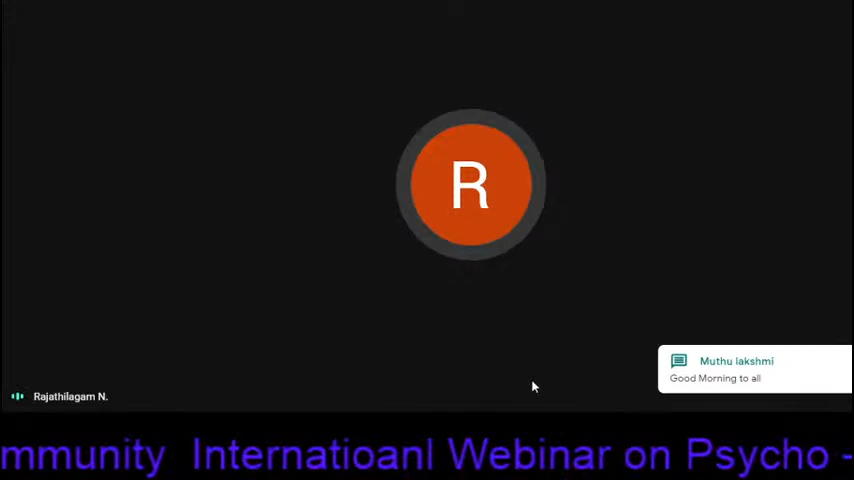 R
Muthu lakshmi
Good Morning to all
Rajathilagam N.
mmunity Internatioanl Webinar on Psycho -